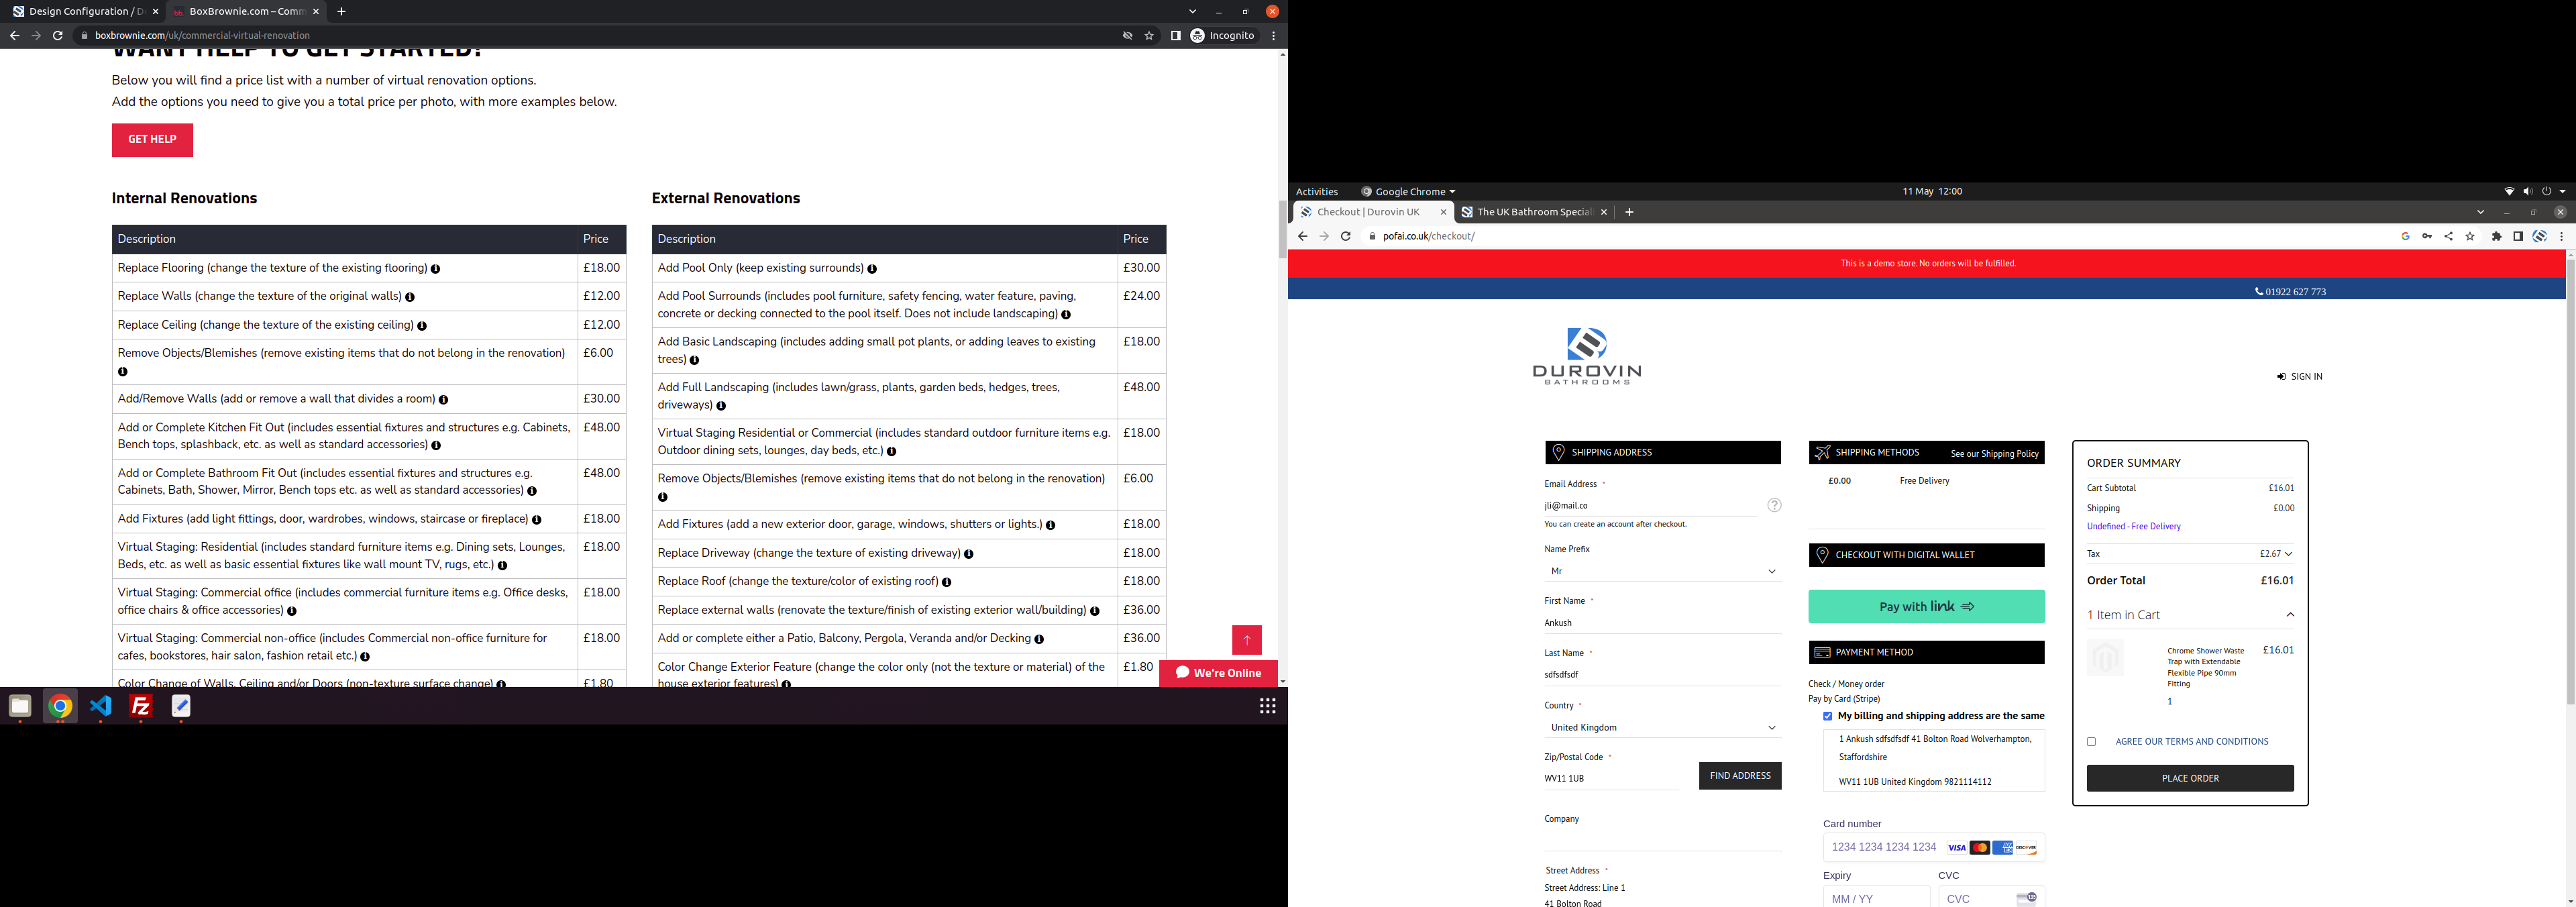 Design Configuration / D
BoxBrownie.com – Comm
boxbrownie.com/uk/commercial-virtual-renovation
Incognito
WANT HELP TO GET STARTED?
Below you will find a price list with a number of virtual renovation options.
Add the options you need to give you a total price per photo, with more examples below.
GET HELP
Internal Renovations
Description Price
Replace Flooring (change the texture of the existing flooring) £18.00
Replace Walls (change the texture of the original walls) £12.00
Replace Ceiling (change the texture of the existing ceiling) £12.00
Remove Objects/Blemishes (remove existing items that do not belong in the renovation) £6.00
Add/Remove Walls (add or remove a wall that divides a room) £30.00
Add or Complete Kitchen Fit Out (includes essential fixtures and structures e.g. Cabinets, £48.00
Bench tops, splashback, etc. as well as standard accessories)
Add or Complete Bathroom Fit Out (includes essential fixtures and structures e.g. £48.00
Cabinets, Bath, Shower, Mirror, Bench tops etc. as well as standard accessories)
Add Fixtures (add light fittings, door, wardrobes, windows, staircase or fireplace) £18.00
Virtual Staging: Residential (includes standard furniture items e.g. Dining sets, Lounges, £18.00
Beds, etc. as well as basic essential fixtures like wall mount TV, rugs, etc.)
Virtual Staging: Commercial office (includes commercial furniture items e.g. Office desks, £18.00
office chairs & office accessories)
Virtual Staging: Commercial non-office (includes Commercial non-office furniture for £18.00
cafes, bookstores, hair salon, fashion retail etc.)
Color Change of Walls, Ceiling and/or Doors (non-texture surface change) £1.80
External Renovations
Description Price
Add Pool Only (keep existing surrounds) £30.00
Add Pool Surrounds (includes pool furniture, safety fencing, water feature, paving, £24.00
concrete or decking connected to the pool itself. Does not include landscaping)
Add Basic Landscaping (includes adding small pot plants, or adding leaves to existing £18.00
trees)
Add Full Landscaping (includes lawn/grass, plants, garden beds, hedges, trees, £48.00
driveways)
Virtual Staging Residential or Commercial (includes standard outdoor furniture items e.g. £18.00
Outdoor dining sets, lounges, day beds, etc.)
Remove Objects/Blemishes (remove existing items that do not belong in the renovation) £6.00
Add Fixtures (add a new exterior door, garage, windows, shutters or lights.) £18.00
Replace Driveway (change the texture of existing driveway) £18.00
Replace Roof (change the texture/color of existing roof) £18.00
Replace external walls (renovate the texture/finish of existing exterior wall/building) £36.00
Add or complete either a Patio, Balcony, Pergola, Veranda and/or Decking £36.00
Color Change Exterior Feature (change the color only (not the texture or material) of the £1.80
house exterior features)
We're Online
Activities Google Chrome 11 May 12:00
Checkout | Durovin UK
The UK Bathroom Special
pofai.co.uk/checkout/
This is a demo store. No orders will be fulfilled.
01922 627 773
DUROVIN
BATHROOMS
SIGN IN
SHIPPING ADDRESS
Email Address *
jli@mail.co
You can create an account after checkout.
Name Prefix
Mr
First Name *
Ankush
Last Name *
sdfsdfsdf
Country *
United Kingdom
Zip/Postal Code *
WV11 1UB
FIND ADDRESS
Company
Street Address *
Street Address: Line 1
41 Bolton Road
SHIPPING METHODS See our Shipping Policy
£0.00 Free Delivery
CHECKOUT WITH DIGITAL WALLET
Pay with link
PAYMENT METHOD
Check / Money order
Pay by Card (Stripe)
My billing and shipping address are the same
1 Ankush sdfsdfsdf 41 Bolton Road Wolverhampton,
Staffordshire
WV11 1UB United Kingdom 9821114112
Card number
1234 1234 1234 1234 VISA DISCOVER
Expiry CVC
MM / YY CVC
ORDER SUMMARY
Cart Subtotal £16.01
Shipping £0.00
Undefined - Free Delivery
Tax £2.67
Order Total £16.01
1 Item in Cart
Chrome Shower Waste £16.01
Trap with Extendable
Flexible Pipe 90mm
Fitting
1
AGREE OUR TERMS AND CONDITIONS
PLACE ORDER